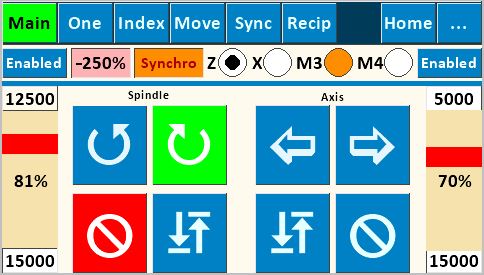 Main One Index Move Sync Recip Home ...
Enabled -250% Synchro Z X M3 M4 Enabled
12500 Spindle Axis 5000
81% 70%
15000 15000